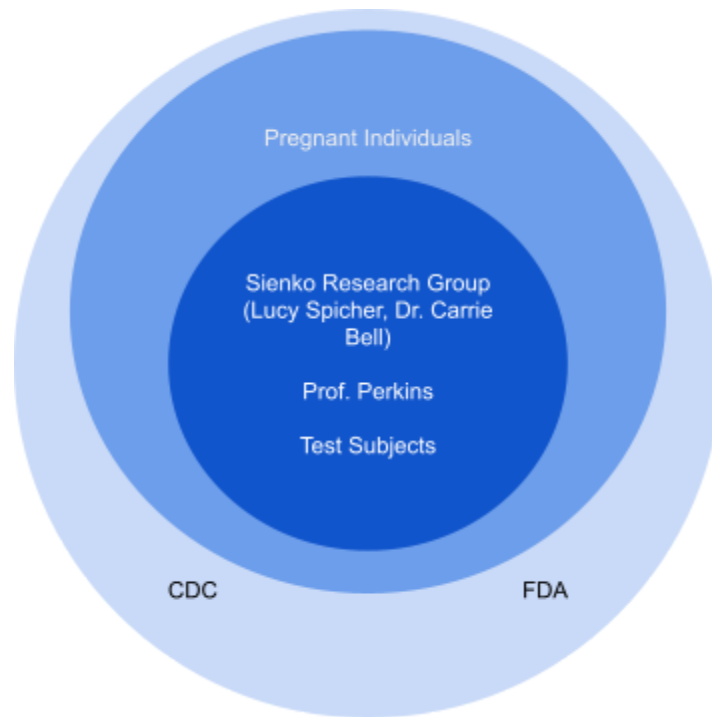 Pregnant Individuals
Sienko Research Group
(Lucy Spicher, Dr. Carrie
Bell)
Prof. Perkins
Test Subjects
CDC
FDA